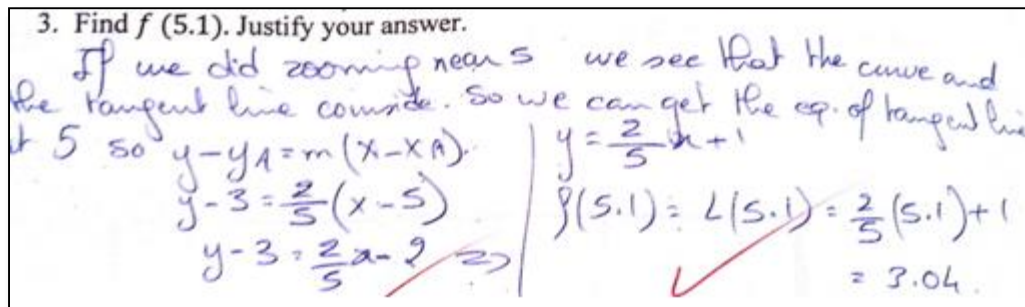 3. Find f (5.1). Justify your answer.
If we did zooming near 5 we see that the curve and
the tangent line coincide. So we can get the eq. of tangent line
at 5 so y-yA = m(x-xA).
y-3 = 2/5 (x-5)
y-3 = 2/5 x - 2 =>
y = 2/5 x + 1
f(5.1) = L(5.1) = 2/5 (5.1) + 1
= 3.04.